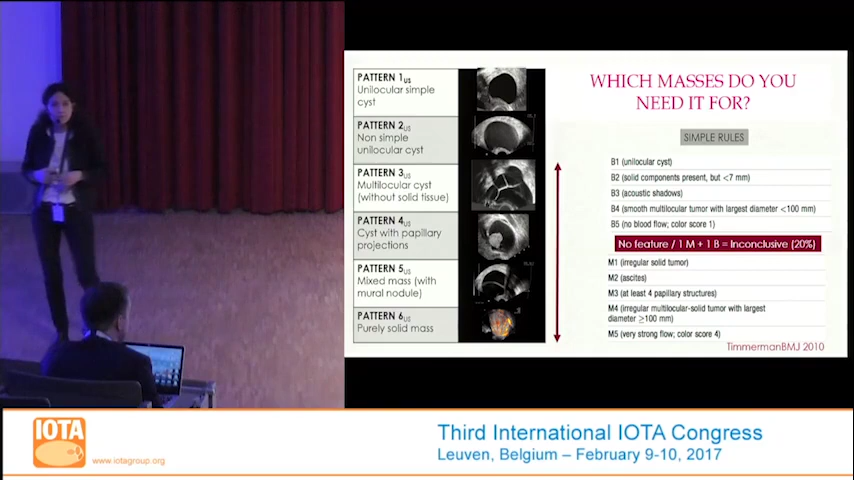 WHICH MASSES DO YOU
NEED IT FOR?
PATTERN 1US
Unilocular simple
cyst
PATTERN 2US
Non simple
unilocular cyst
PATTERN 3US
Multilocular cyst
(without solid tissue)
PATTERN 4US
Cyst with papillary
projections
PATTERN 5US
Mixed mass (with
mural nodule)
PATTERN 6US
Purely solid mass
SIMPLE RULES
B1 (unilocular cyst)
B2 (solid components present, but <7 mm)
B3 (acoustic shadows)
B4 (smooth multilocular tumor with largest diameter <100 mm)
B5 (no blood flow; color score 1)
No feature / 1 M + 1 B = Inconclusive (20%)
M1 (irregular solid tumor)
M2 (ascites)
M3 (at least 4 papillary structures)
M4 (irregular multilocular-solid tumor with largest
diameter ≥100 mm)
M5 (very strong flow; color score 4)
TimmermanBMJ 2010
IOTA
www.iotagroup.org
Third International IOTA Congress
Leuven, Belgium – February 9-10, 2017